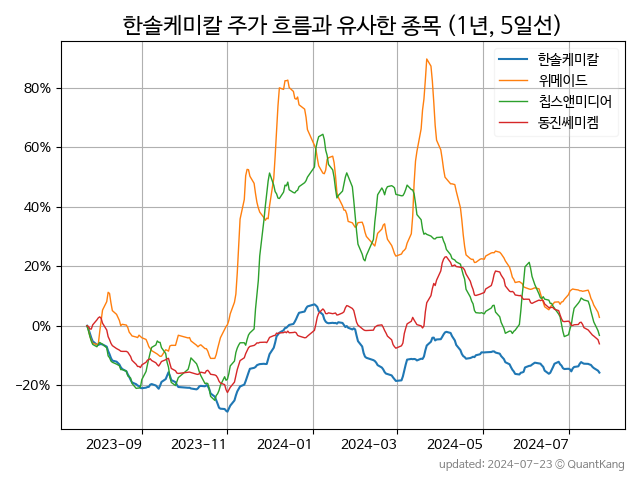 한솔케미칼 주가 흐름과 유사한 종목 (1년, 5일선)
한솔케미칼
위메이드
칩스앤미디어
동진쎄미켐
80%
60%
40%
20%
0%
−20%
2023-09
2023-11
2024-01
2024-03
2024-05
2024-07
updated: 2024-07-23 © QuantKang